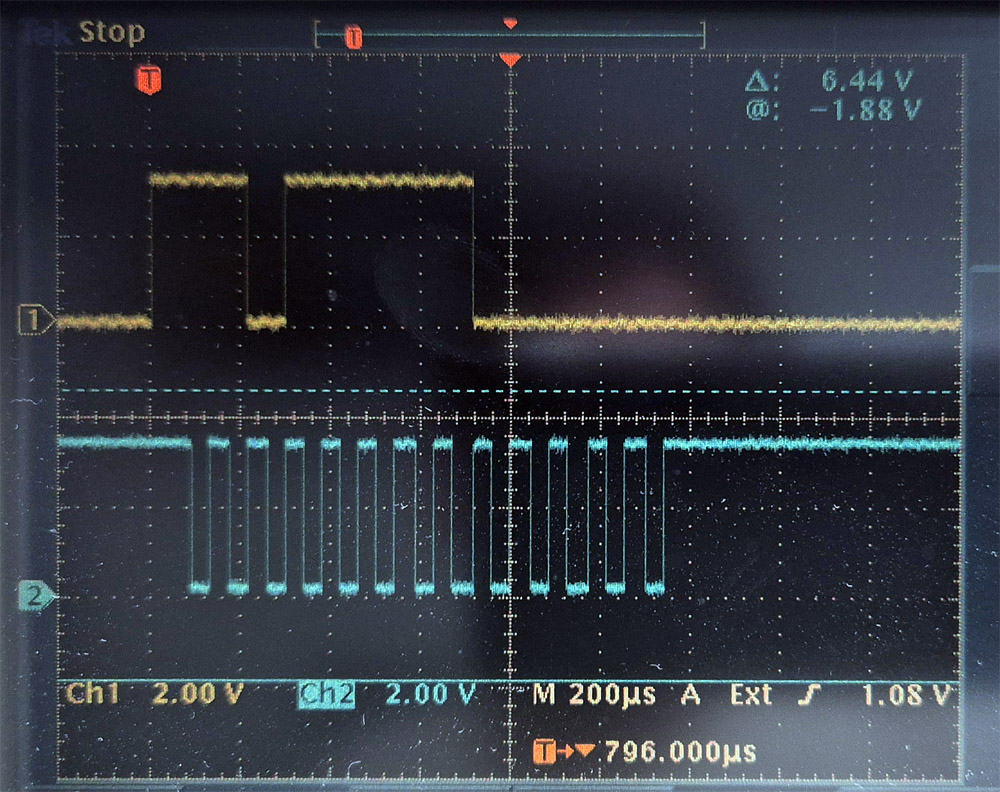 Tek Stop
T
T
Δ: 6.44 V
@: -1.88 V
1
2
Ch1 2.00 V Ch2 2.00 V M 200µs A Ext 1.08 V
T 796.000µs